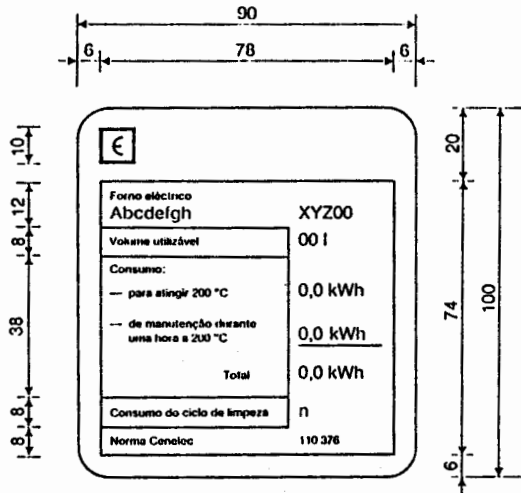 90
6 78 6
10
20
Є
12
Forno eléctrico
Abcdefgh XYZ00
8
Volume utilizável 00 l
38
Consumo:
— para atingir 200 °C 0,0 kWh
74
100
— de manutenção durante 0,0 kWh
uma hora a 200 °C
Total 0,0 kWh
8
Consumo do ciclo de limpeza n
8
Norma Cenelec 110 376
6